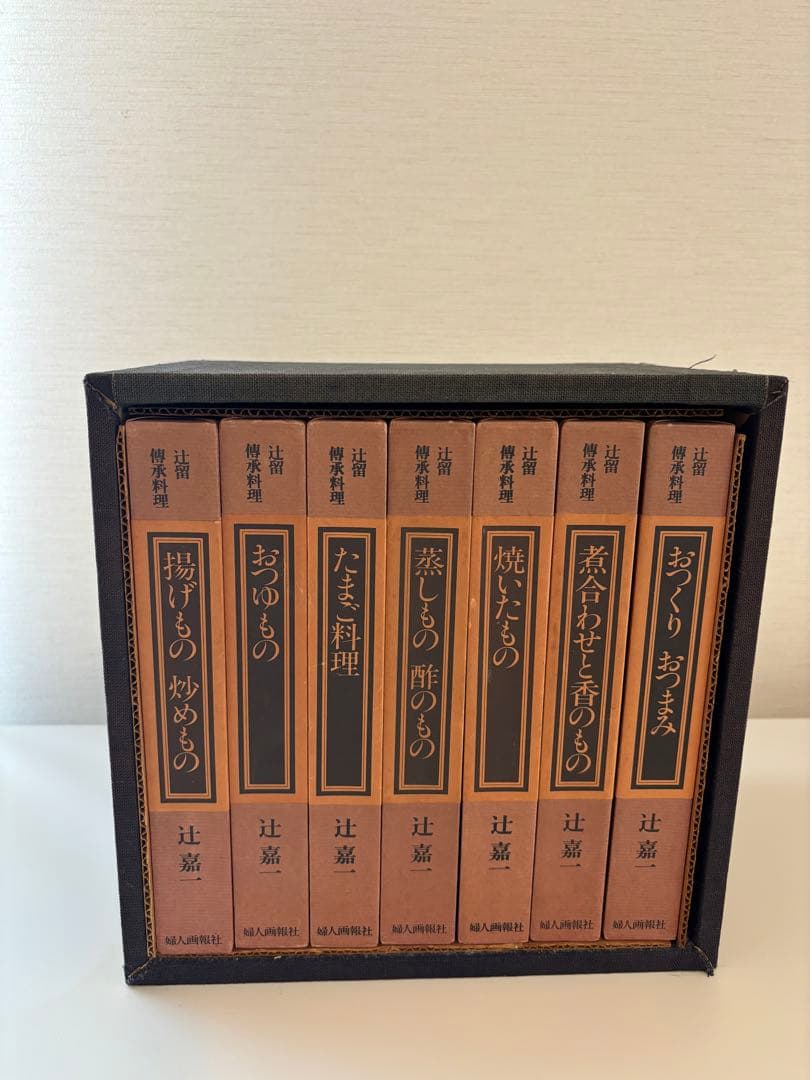 辻留
傳承料理
おつくり おつまみ
辻 嘉一
婦人画報社
辻留
傳承料理
煮合わせと香のもの
辻 嘉一
婦人画報社
辻留
傳承料理
焼いたもの
辻 嘉一
婦人画報社
辻留
傳承料理
蒸しもの 酢のもの
辻 嘉一
婦人画報社
辻留
傳承料理
たまご料理
辻 嘉一
婦人画報社
辻留
傳承料理
おつゆもの
辻 嘉一
婦人画報社
辻留
傳承料理
揚げもの 炒めもの
辻 嘉一
婦人画報社